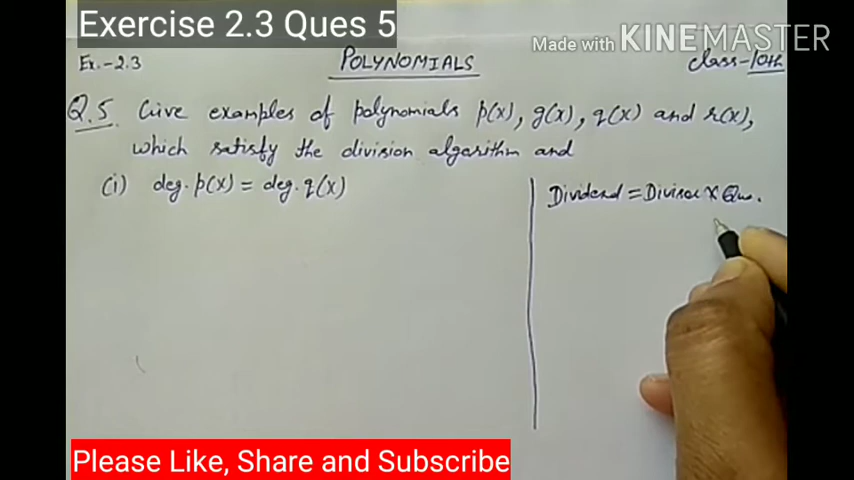 Exercise 2.3 Ques 5
Made with KINEMASTER
Ex.-2.3 POLYNOMIALS class-10th
Q.5 Give examples of polynomials p(x), g(x), q(x) and r(x),
which satisfy the division algorithm and
(i) deg. p(x) = deg. q(x)
Dividend = Divisor x Quo.
Please Like, Share and Subscribe